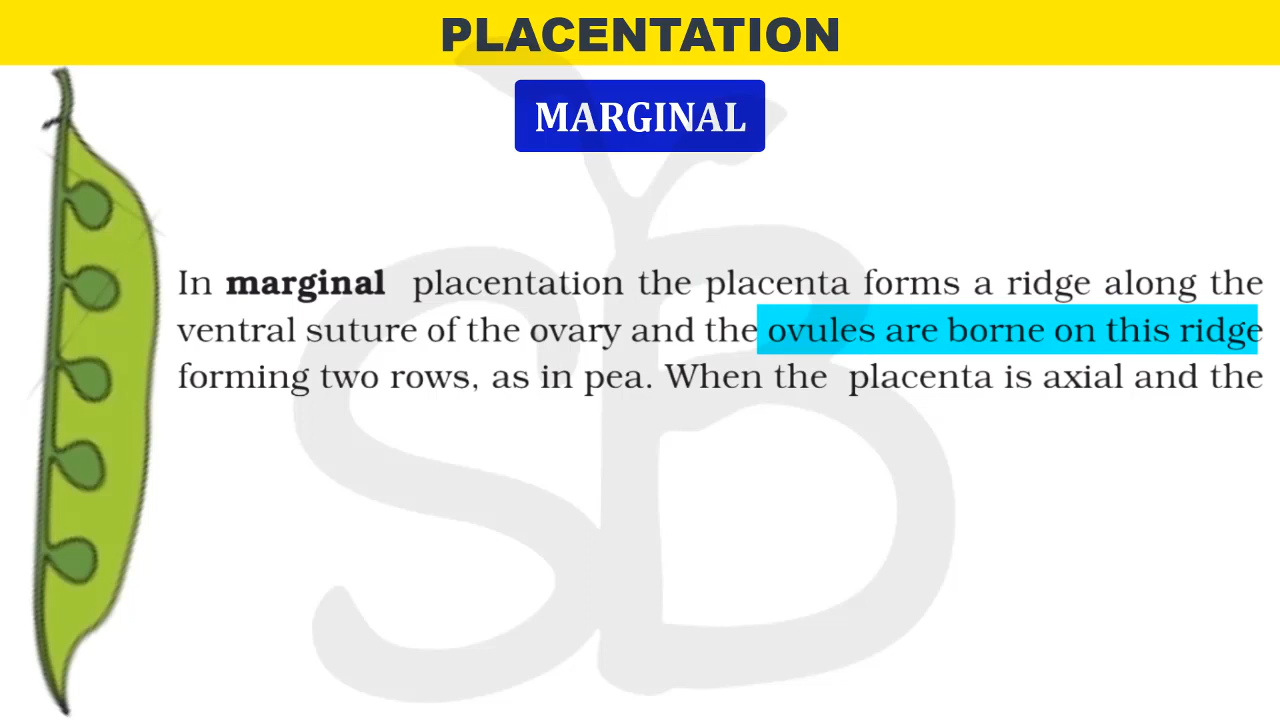 PLACENTATION
MARGINAL
In marginal placentation the placenta forms a ridge along the
ventral suture of the ovary and the ovules are borne on this ridge
forming two rows, as in pea. When the placenta is axial and the
SB